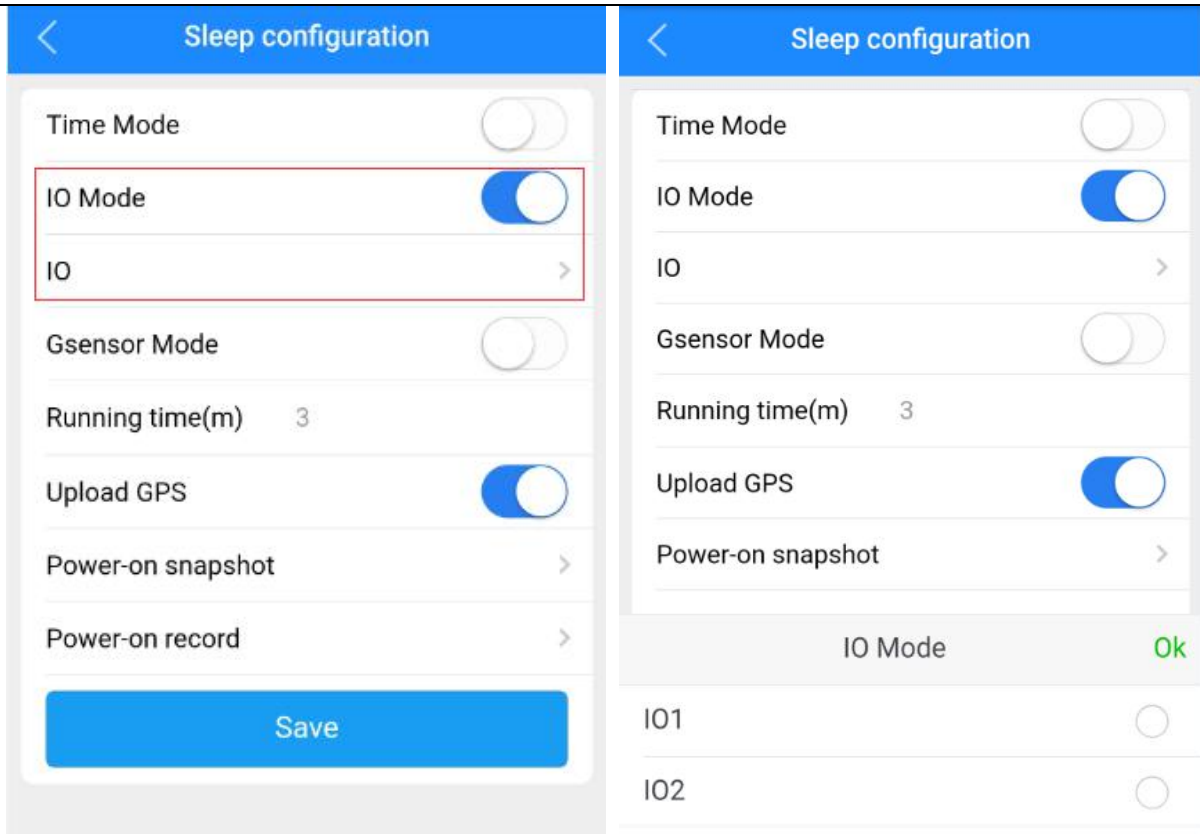 Sleep configuration
Time Mode
IO Mode
IO
Gsensor Mode
Running time(m) 3
Upload GPS
Power-on snapshot
Power-on record
Save
Sleep configuration
Time Mode
IO Mode
IO
Gsensor Mode
Running time(m) 3
Upload GPS
Power-on snapshot
IO Mode Ok
IO1
IO2